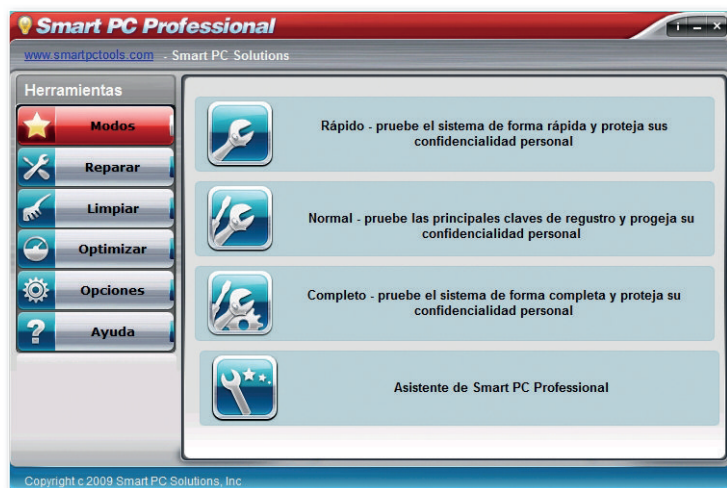 Smart PC Professional
www.smartpctools.com - Smart PC Solutions
Herramientas
Modos
Reparar
Limpiar
Optimizar
Opciones
Ayuda
Rápido - pruebe el sistema de forma rápida y proteja sus
confidencialidad personal
Normal - pruebe las principales claves de regustro y progeja su
confidencialidad personal
Completo - pruebe el sistema de forma completa y proteja su
confidencialidad personal
Asistente de Smart PC Professional
Copyright c 2009 Smart PC Solutions, Inc